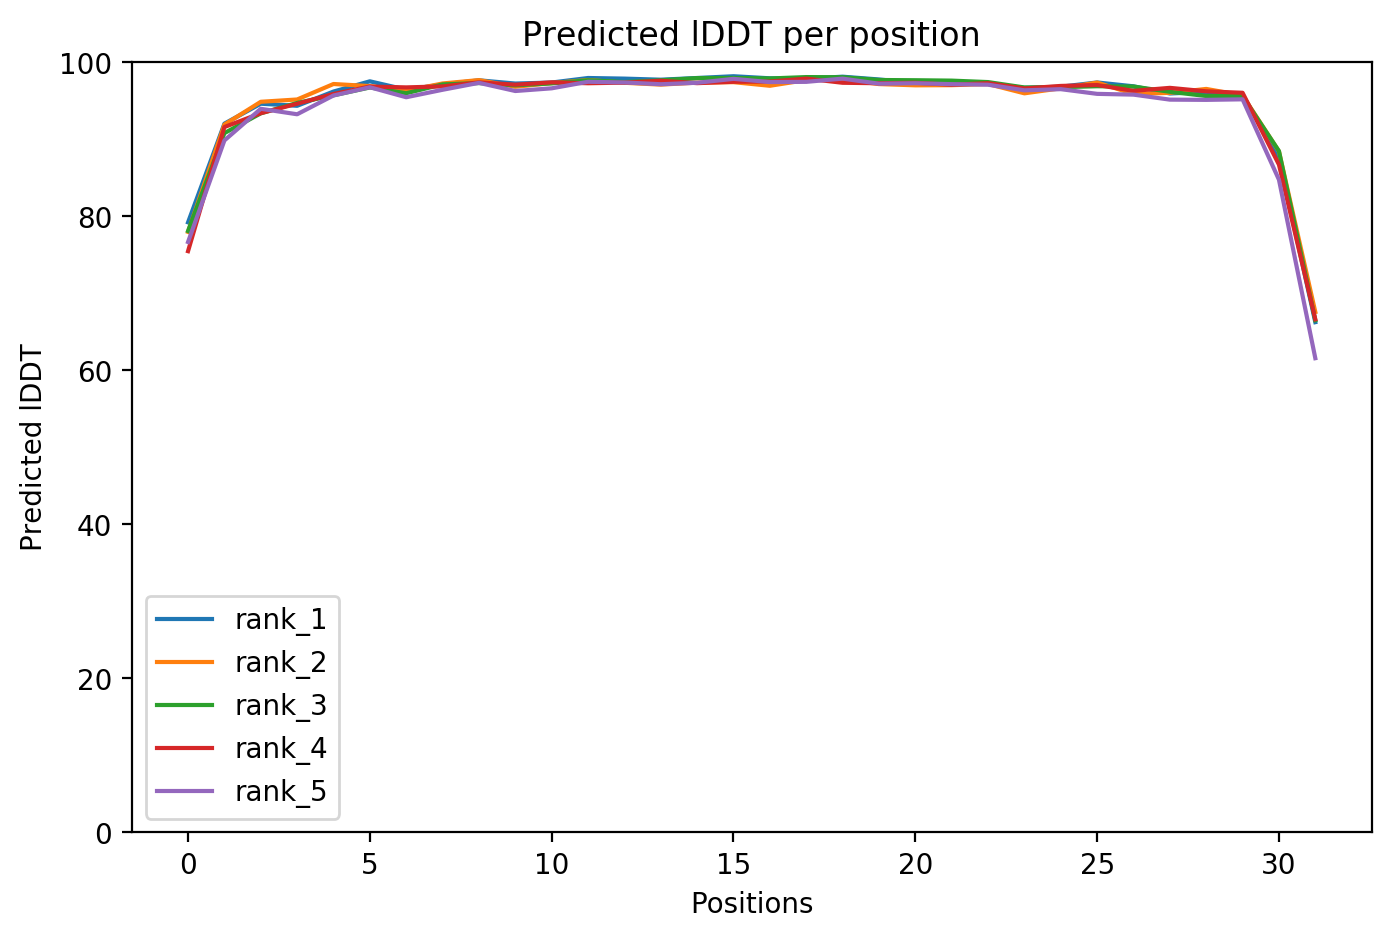 Predicted lDDT per position
100
80
60
40
20
0
Predicted lDDT
rank_1
rank_2
rank_3
rank_4
rank_5
0 5 10 15 20 25 30
Positions